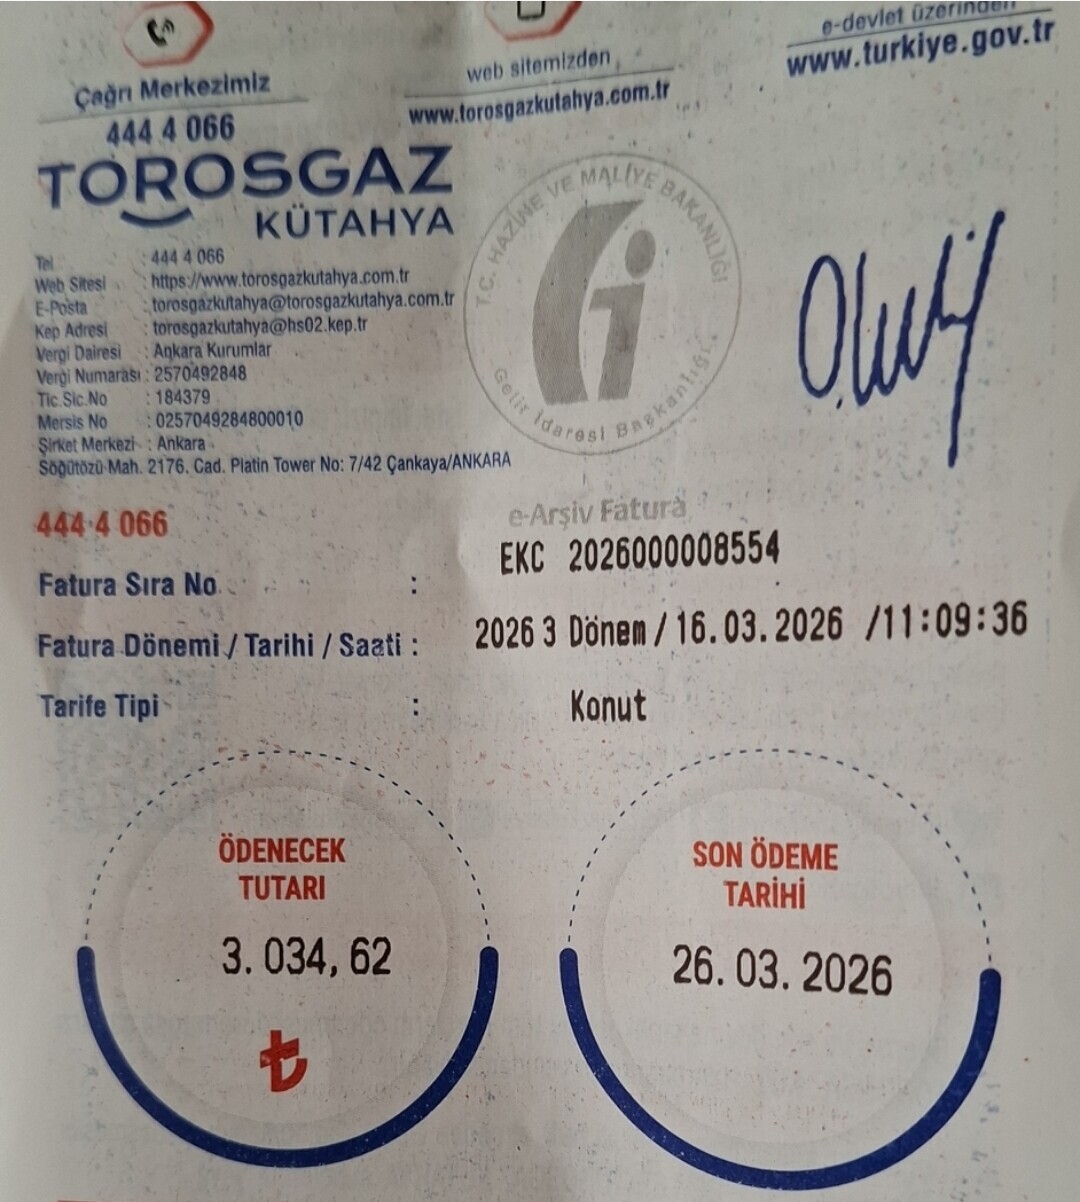 Çağrı Merkezimiz
444 4 066
web sitemizden
www.torosgazkutahya.com.tr
e-devlet üzerinden
www.turkiye.gov.tr
TOROSGAZ
KÜTAHYA
Tel : 444 4 066
Web Sitesi : https://www.torosgazkutahya.com.tr
E-Posta : torosgazkutahya@torosgazkutahya.com.tr
Kep Adresi : torosgazkutahya@hs02.kep.tr
Vergi Dairesi : Ankara Kurumlar
Vergi Numarası : 2570492848
Tic.Sic.No : 184379
Mersis No : 0257049284800010
Şirket Merkezi : Ankara
Söğütözü Mah. 2176. Cad. Platin Tower No: 7/42 Çankaya/ANKARA
T.C. HAZİNE VE MALİYE BAKANLIĞI
Gelir İdaresi Başkanlığı
444 4 066
e-Arşiv Fatura
Fatura Sıra No : EKC 2026000008554
Fatura Dönemi / Tarihi / Saati : 2026 3 Dönem / 16.03.2026 /11:09:36
Tarife Tipi : Konut
ÖDENECEK
TUTARI
3.034,62
₺
SON ÖDEME
TARİHİ
26.03.2026